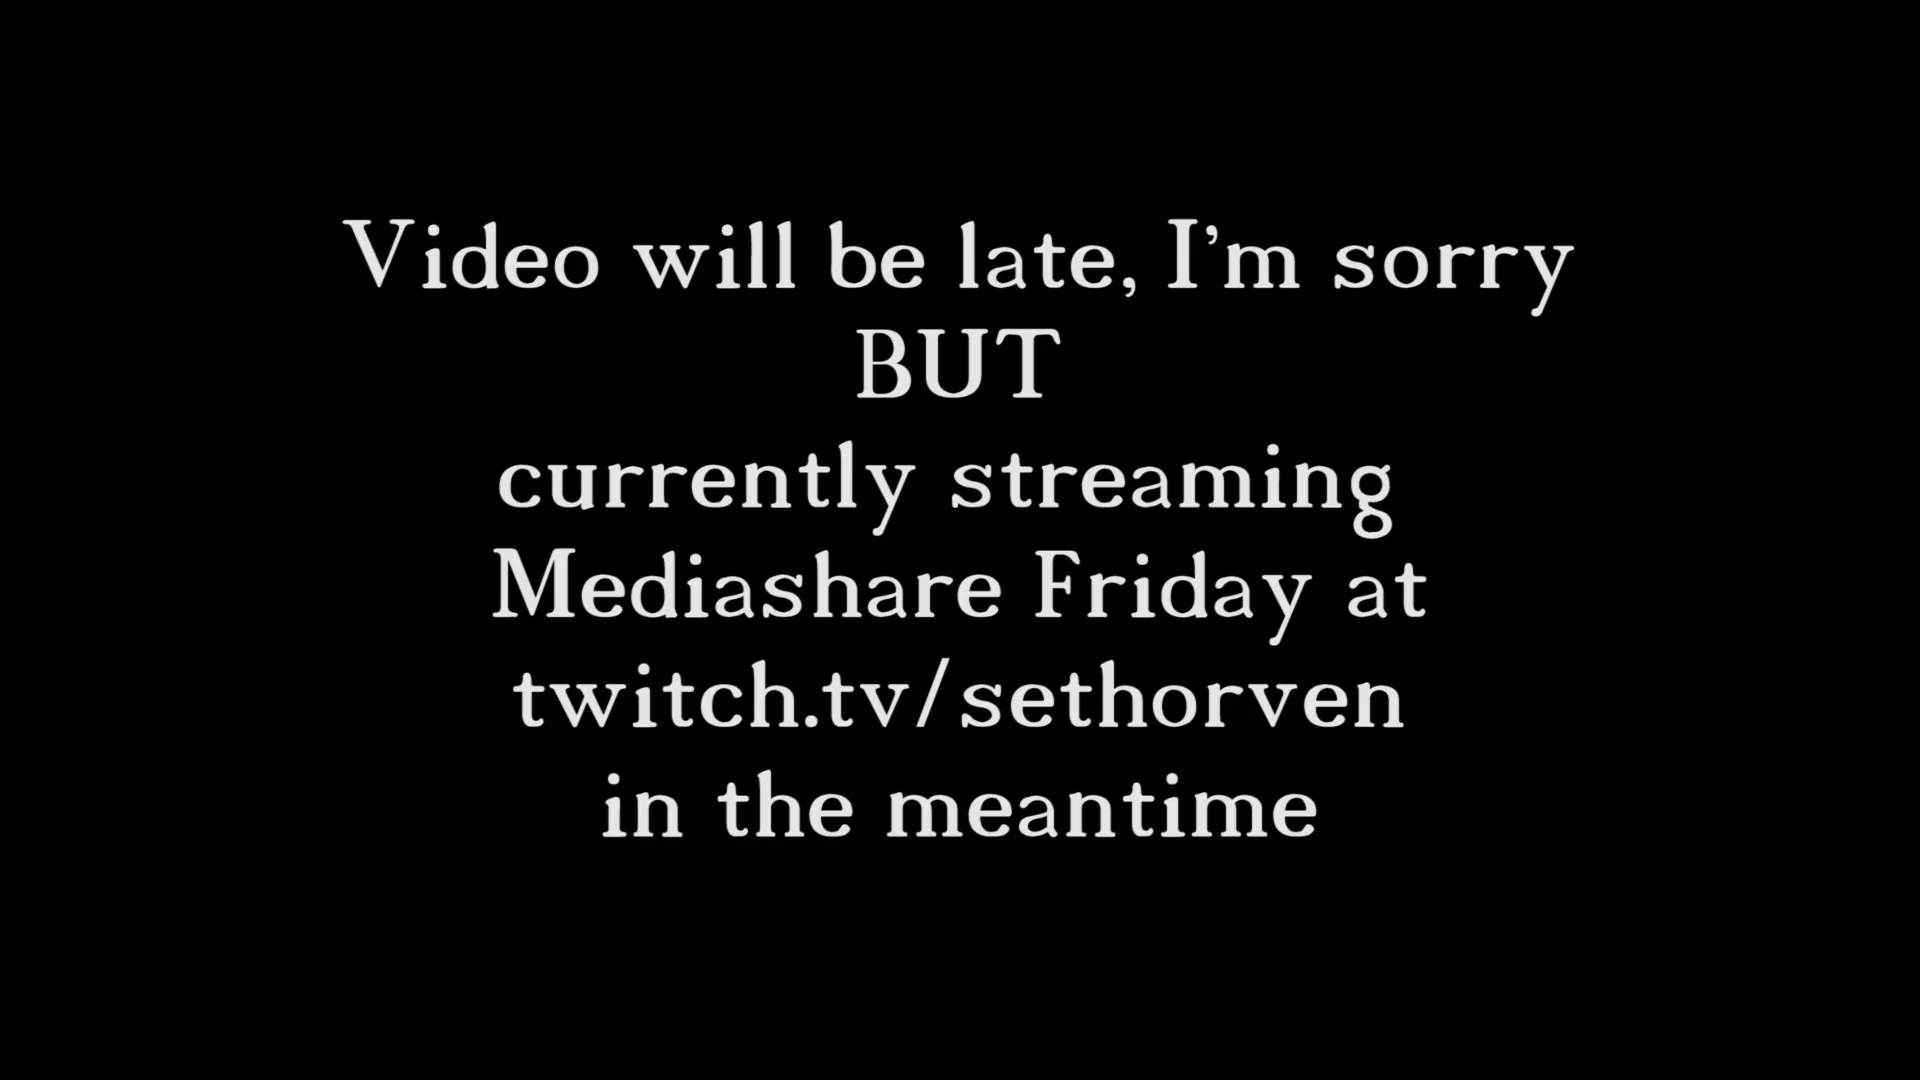 Video will be late, I’m sorry
BUT
currently streaming
Mediashare Friday at
twitch.tv/sethorven
in the meantime